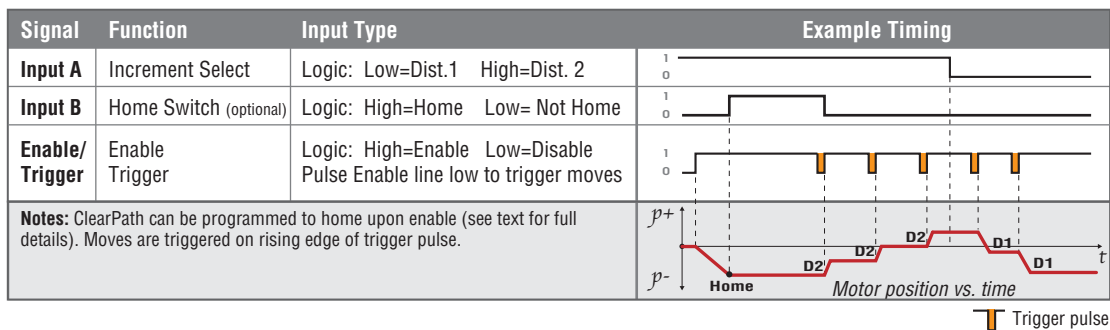 Signal Function Input Type Example Timing
Input A Increment Select Logic: Low=Dist.1 High=Dist. 2 1
0
Input B Home Switch (optional) Logic: High=Home Low= Not Home 1
0
Enable/ Enable Logic: High=Enable Low=Disable 1
Trigger Trigger Pulse Enable line low to trigger moves 0
Notes: ClearPath can be programmed to home upon enable (see text for full
details). Moves are triggered on rising edge of trigger pulse.
p+
D2 D1 t
D2
D2 D1
p- Home Motor position vs. time
Trigger pulse